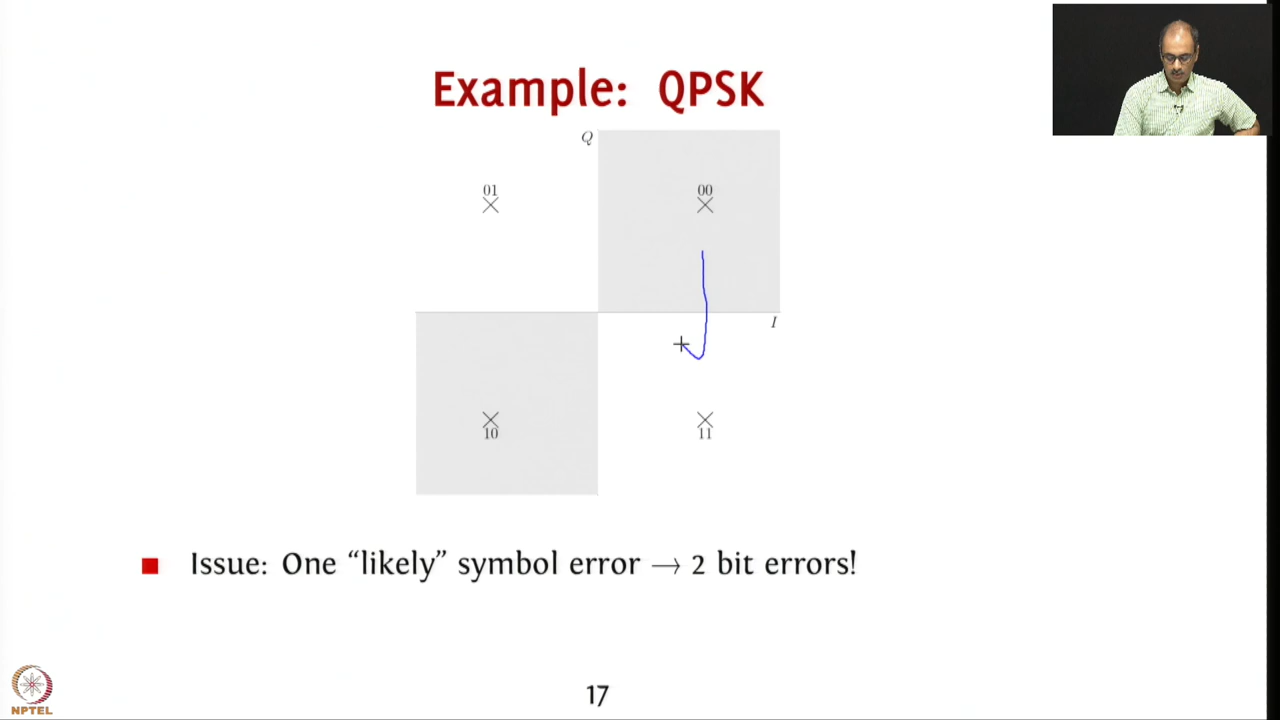 Example: QPSK
Q
01
00
I
10
11
Issue: One “likely” symbol error → 2 bit errors!
NPTEL
17